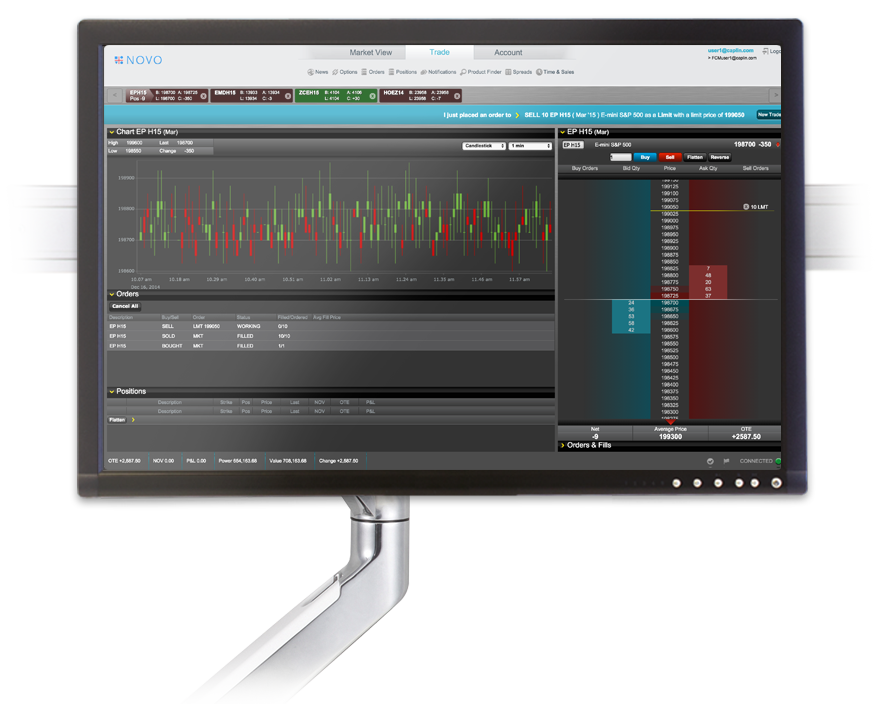 NOVO
Market View Trade Account
user1@caplin.com Logo
> FCMuser1@caplin.com
News Options Orders Positions Notifications Product Finder Spreads Time & Sales
EPH15 B: 198700 A: 198725
Pos -9 L: 198700 C: -350
EMDH15 B: 13933 A: 13934
L: 13934 C: -3
ZCEH15 B: 4104 A: 4106
L: 4104 C: +30
HOEZ14 B: 23958 A: 23956
L: 23958 C: -7
I just placed an order to > SELL 10 EP H15 ( Mar '15 ) E-mini S&P 500 as a Limit with a limit price of 199050 New Trade
Chart EP H15 (Mar)
High 199600 Last 198700
Low 198550 Change -350
Candlestick 1 min
198900
198800
198700
198600
10.07 am 10.18 am 10.29 am 10.40 am 10.51 am 11.02 am 11.13 am 11.24 am 11.35 am 11.46 am 11.57 am
Dec 16, 2014
Orders
Cancel All
Description Buy/Sell Order Status Filled/Ordered Avg Fill Price
EP H15 SELL LMT 199050 WORKING 0/10
EP H15 SOLD MKT FILLED 10/10
EP H15 BOUGHT MKT FILLED 1/1
Positions
Description Strike Pos Price Last NOV OTE P&L
Description Strike Pos Price Last NOV OTE P&L
Flatten >
EP H15 (Mar)
EP H15 E-mini S&P 500 198700 -350
Buy Sell Flatten Reverse
Buy Orders Bid Qty Price Ask Qty Sell Orders
199125
199100
199075
199050 10 LMT
199025
199000
198975
198950
198925
198900
198875
198850
198825 7
198800 48
198775 20
198750 63
198725 37
24 198700
36 198675
53 198650
58 198625
42 198600
198575
198550
198525
198500
198475
198450
198425
198400
198375
198350
198325
198300
198275
Net Average Price OTE
-9 199300 +2587.50
Orders & Fills
OTE +2,587.50 NOV 0.00 P&L 0.00 Value 708,153.88 Change +2,587.50
CONNECTED